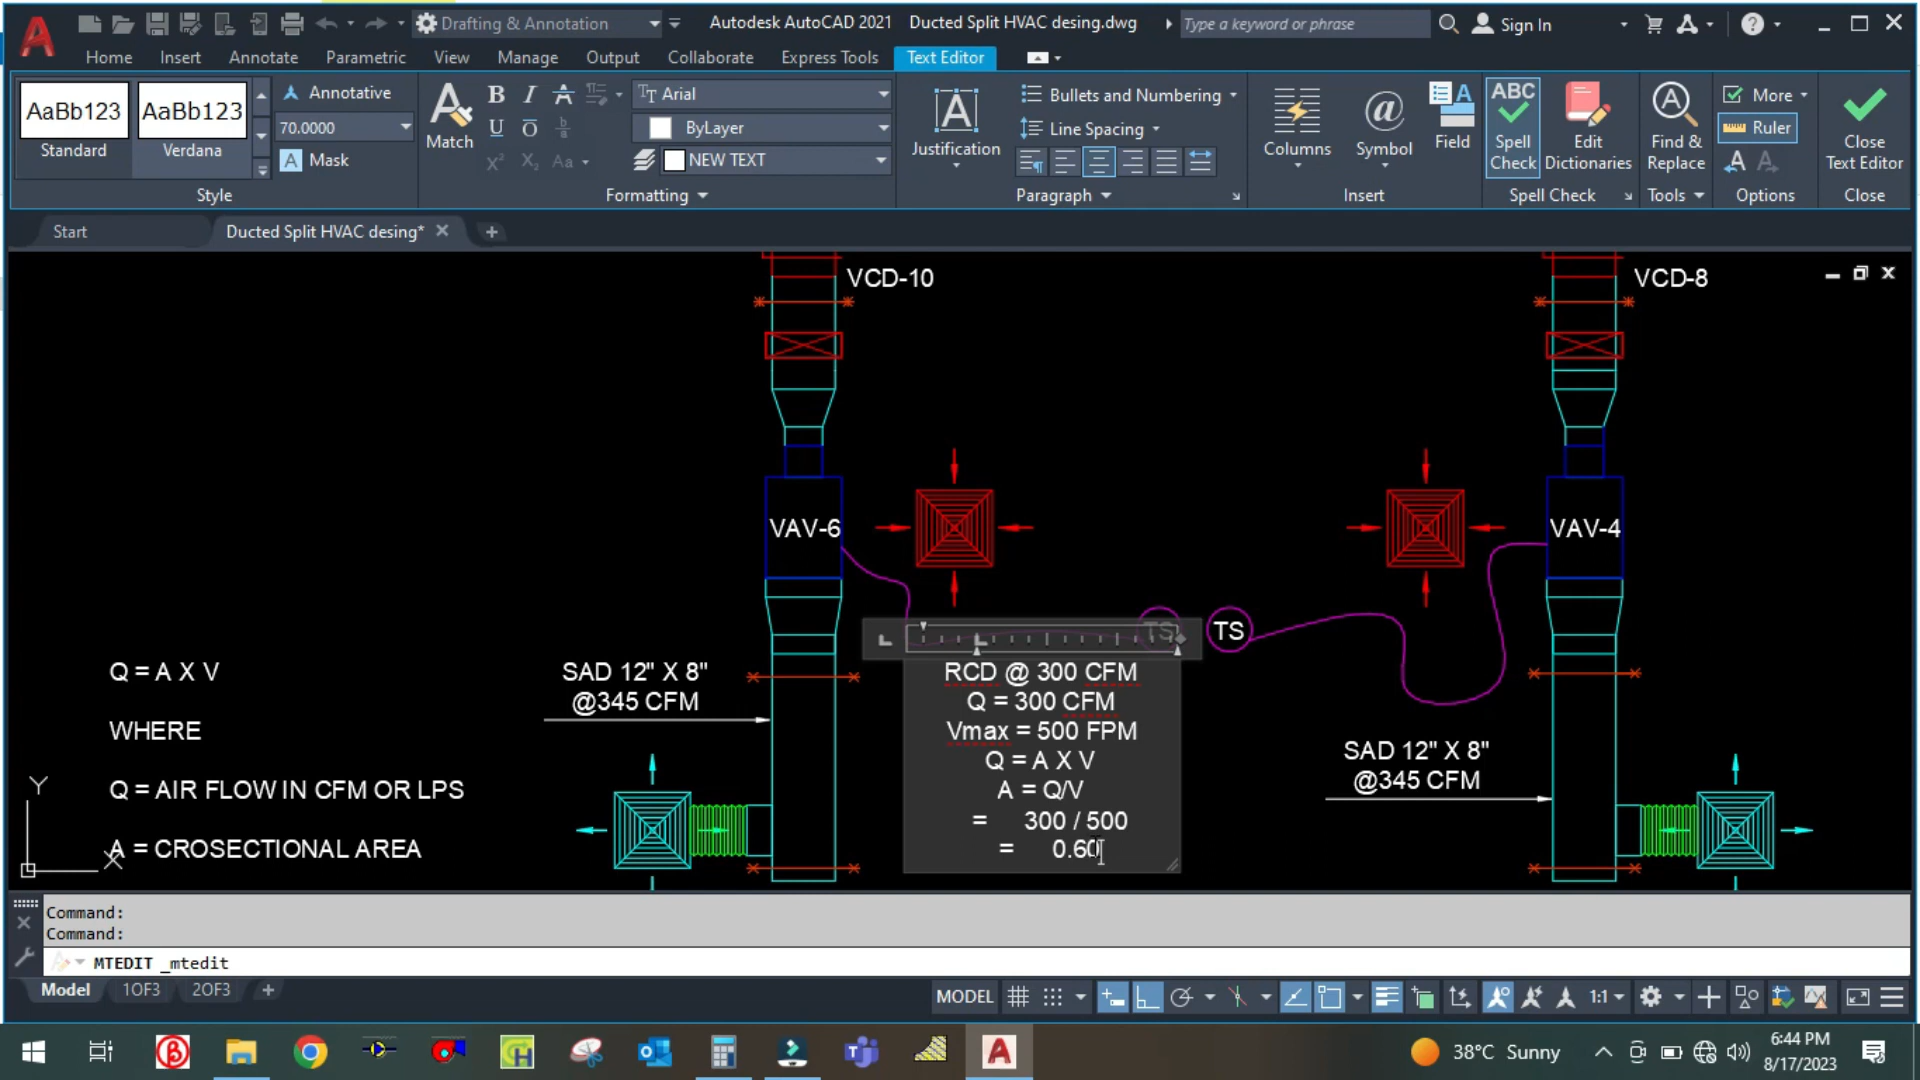 Drafting & Annotation
Autodesk AutoCAD 2021 Ducted Split HVAC desing.dwg
Type a keyword or phrase
Sign In
Home Insert Annotate Parametric View Manage Output Collaborate Express Tools Text Editor
AaBb123
Standard
AaBb123
Verdana
Annotative
70.0000
Mask
Style
Match
Arial
ByLayer
NEW TEXT
Formatting
Justification
Bullets and Numbering
Line Spacing
Paragraph
Columns
Symbol
Field
Insert
ABC
Spell
Check
Edit
Dictionaries
Spell Check
Find &
Replace
Tools
More
Ruler
Options
Close
Text Editor
Close
Start
Ducted Split HVAC desing*
VCD-10
VCD-8
VAV-6
VAV-4
TS
TS
Q = A X V
WHERE
Q = AIR FLOW IN CFM OR LPS
A = CROSECTIONAL AREA
SAD 12" X 8"
@345 CFM
RCD @ 300 CFM
Q = 300 CFM
Vmax = 500 FPM
Q = A X V
A = Q/V
= 300 / 500
= 0.60
SAD 12" X 8"
@345 CFM
Y
X
Command:
Command:
MTEDIT _mtedit
Model 1OF3 2OF3
MODEL
1:1
38°C Sunny
6:44 PM
8/17/2023